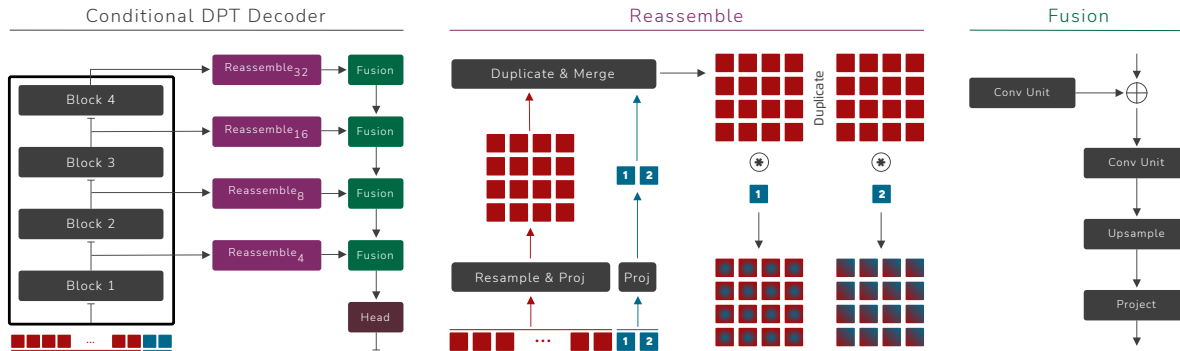 Conditional DPT Decoder
Block 4
Block 3
Block 2
Block 1
...
Reassemble32
Reassemble16
Reassemble8
Reassemble4
Fusion
Fusion
Fusion
Fusion
Head
Reassemble
Duplicate & Merge
1 2
Resample & Proj
Proj
...
1 2
Duplicate
*
*
1
2
Fusion
Conv Unit
Conv Unit
Upsample
Project